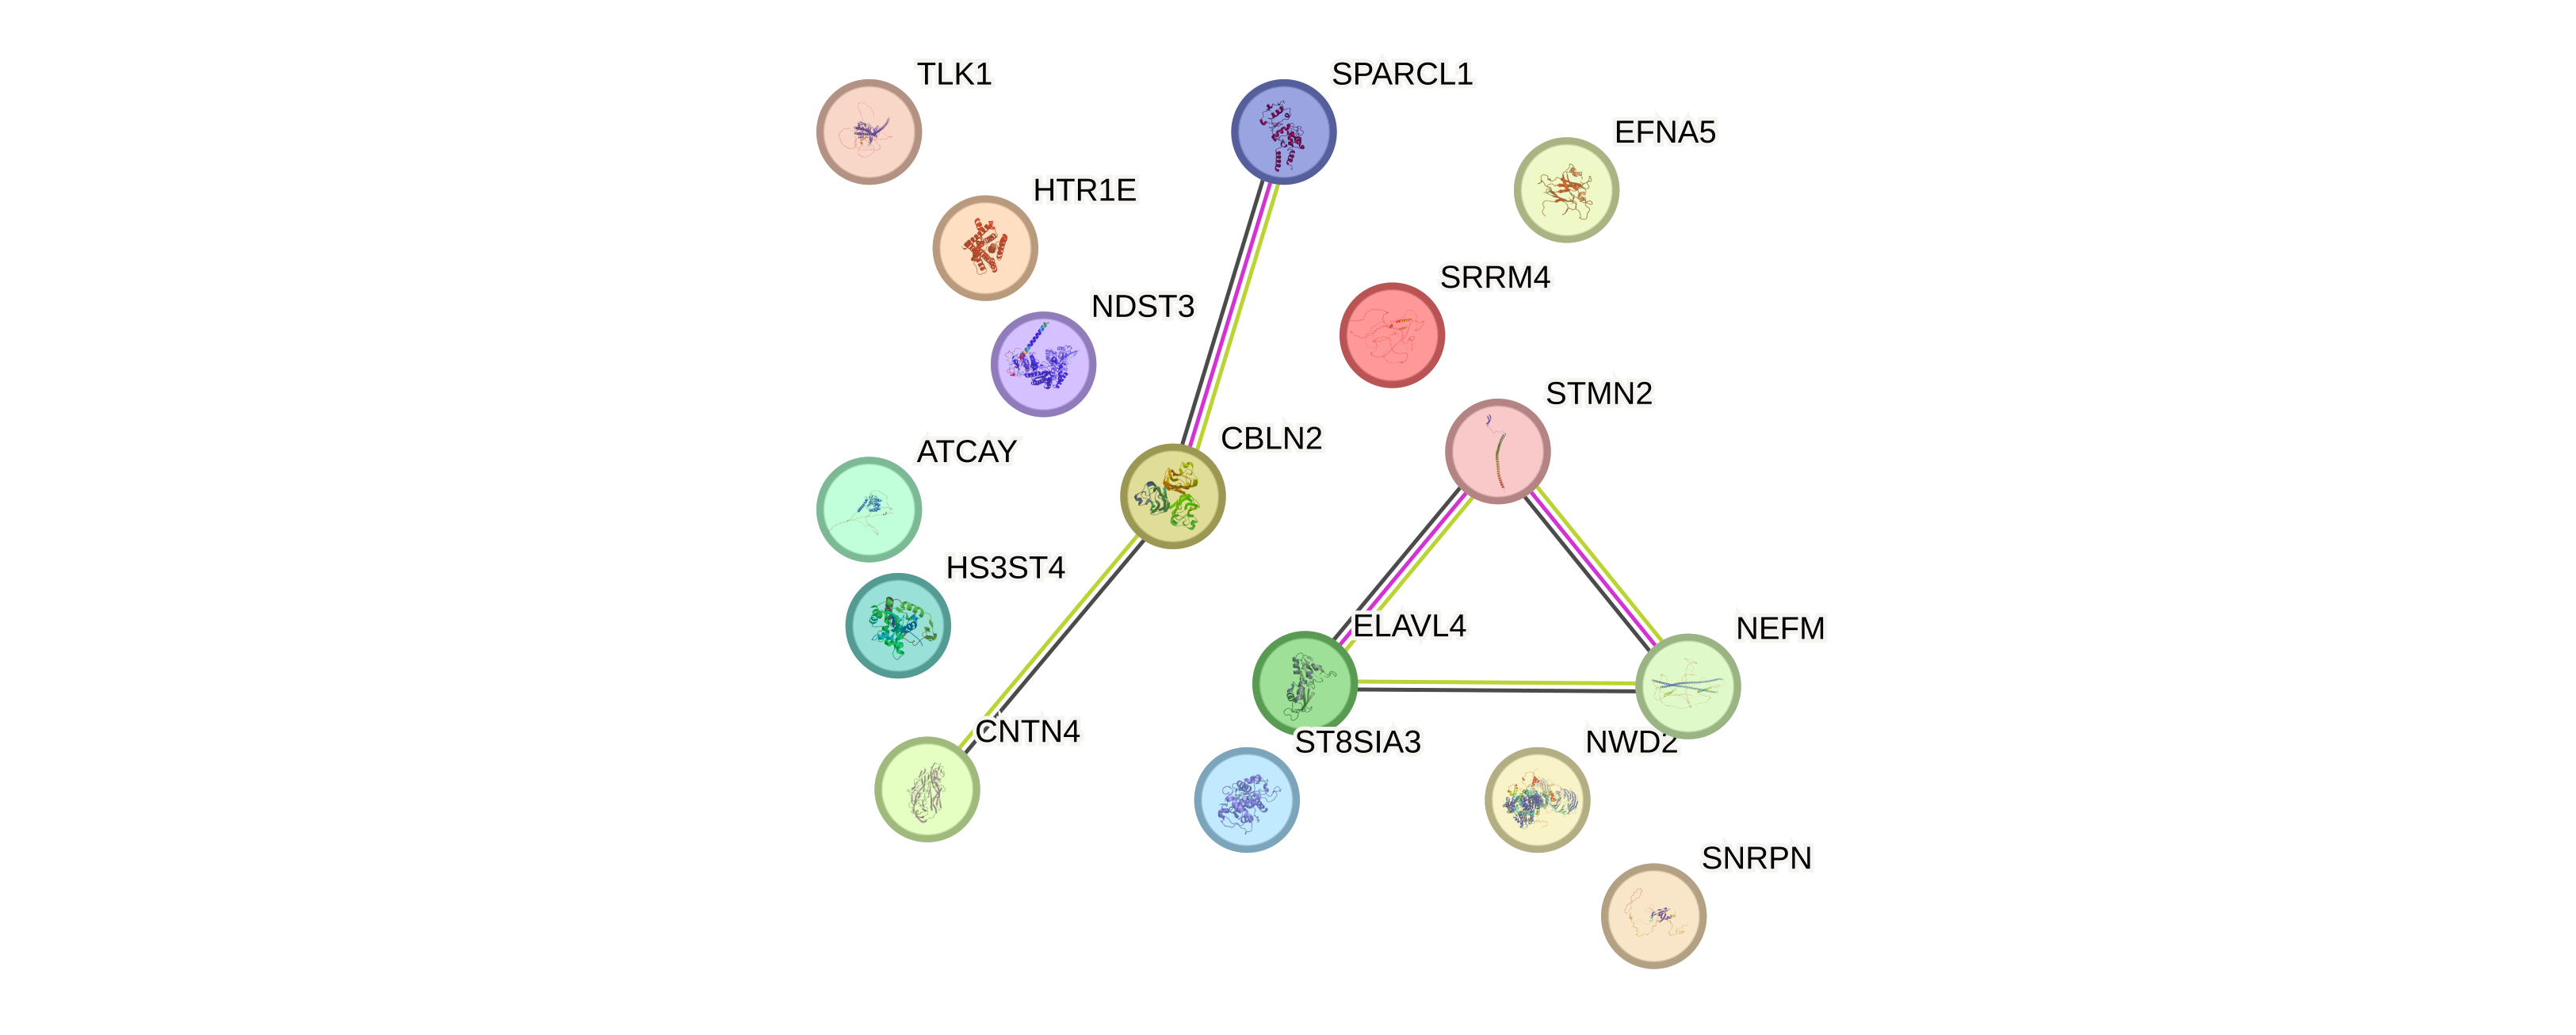 TLK1
SPARCL1
EFNA5
HTR1E
SRRM4
NDST3
STMN2
CBLN2
ATCAY
HS3ST4
ELAVL4
NEFM
CNTN4
ST8SIA3
NWD2
SNRPN